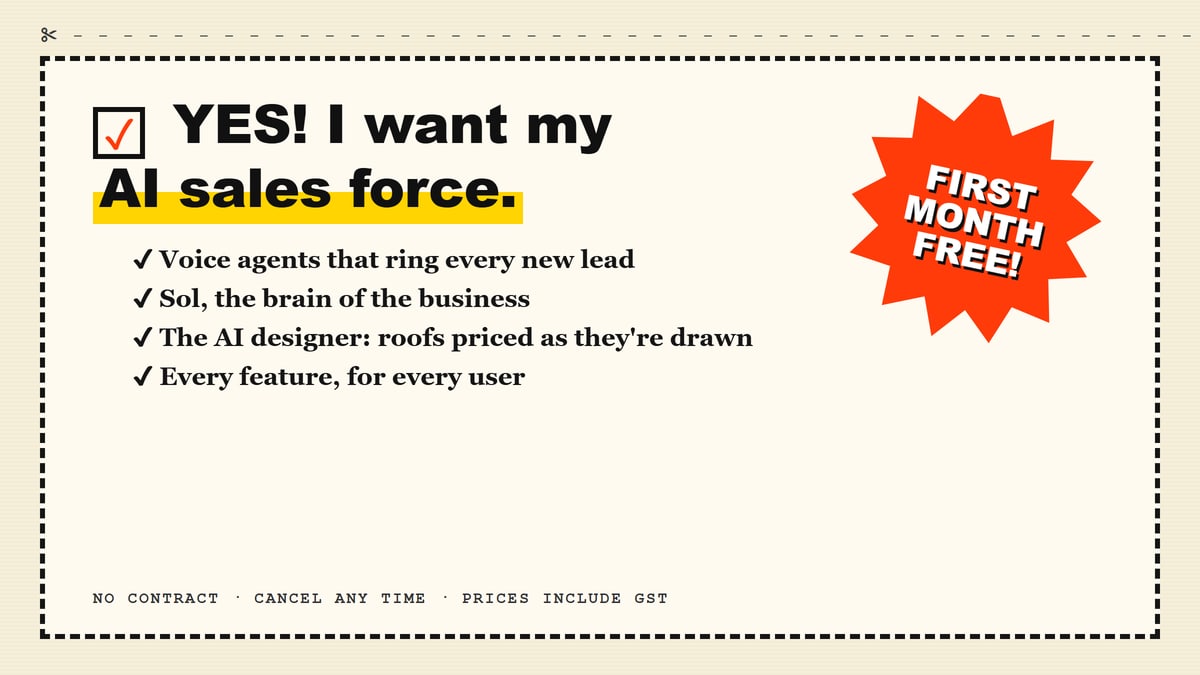 YES! I want my
AI sales force.
✓ Voice agents that ring every new lead
✓ Sol, the brain of the business
✓ The AI designer: roofs priced as they're drawn
✓ Every feature, for every user
FIRST
MONTH
FREE!
NO CONTRACT · CANCEL ANY TIME · PRICES INCLUDE GST